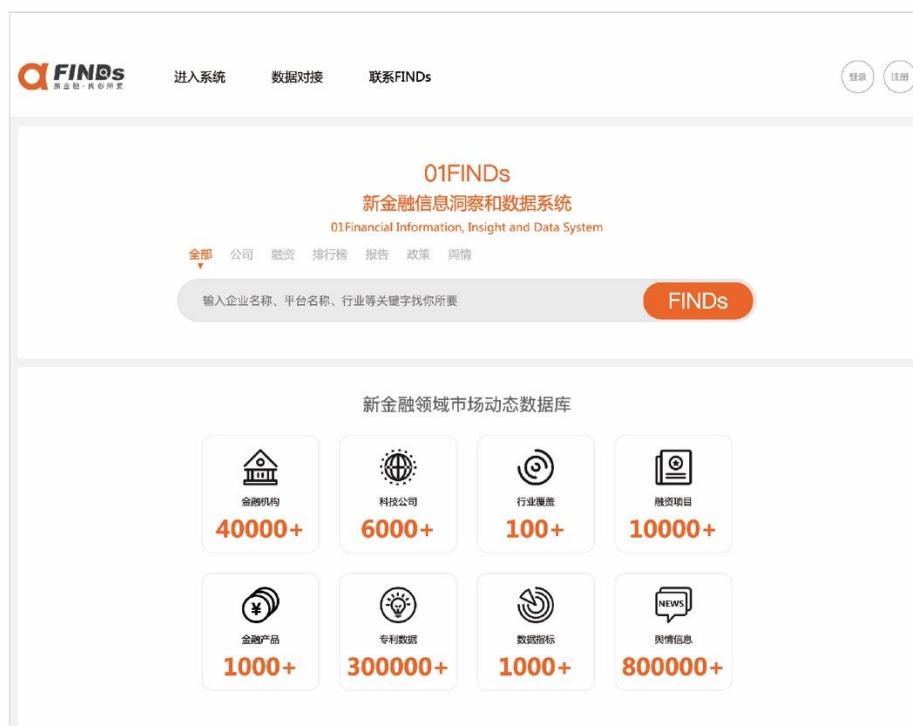 FINDs
新金融·找你所要
进入系统 数据对接 联系FINDs
登录 注册
01FINDs
新金融信息洞察和数据系统
01Financial Information, Insight and Data System
全部 公司 融资 排行榜 报告 政策 舆情
输入企业名称、平台名称、行业等关键字找你所要
FINDs
新金融领域市场动态数据库
金融机构 科技公司 行业覆盖 融资项目
40000+ 6000+ 100+ 10000+
¥ NEWS
金融产品 专利数据 数据指标 舆情信息
1000+ 300000+ 1000+ 800000+